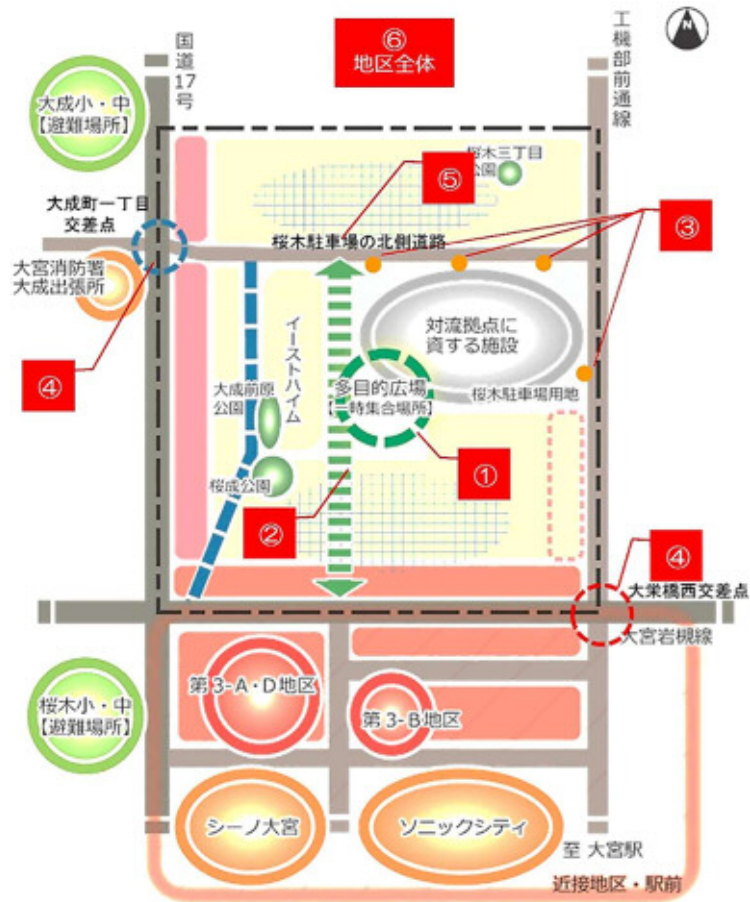 ⑥
地区全体
N
国道17号
工機部前通線
大成小・中
【避難場所】
桜木三丁目
公園
⑤
大成町一丁目
交差点
桜木駐車場の北側道路
③
大宮消防署
大成出張所
④
イーストハイム
対流拠点に
資する施設
大成前原
公園
多目的広場
【一時集合場所】
桜木駐車場用地
①
桜成公園
②
④
大栄橋西交差点
大宮岩槻線
第3-A・D地区
第3-B地区
桜木小・中
【避難場所】
シーノ大宮
ソニックシティ
至 大宮駅
近接地区・駅前